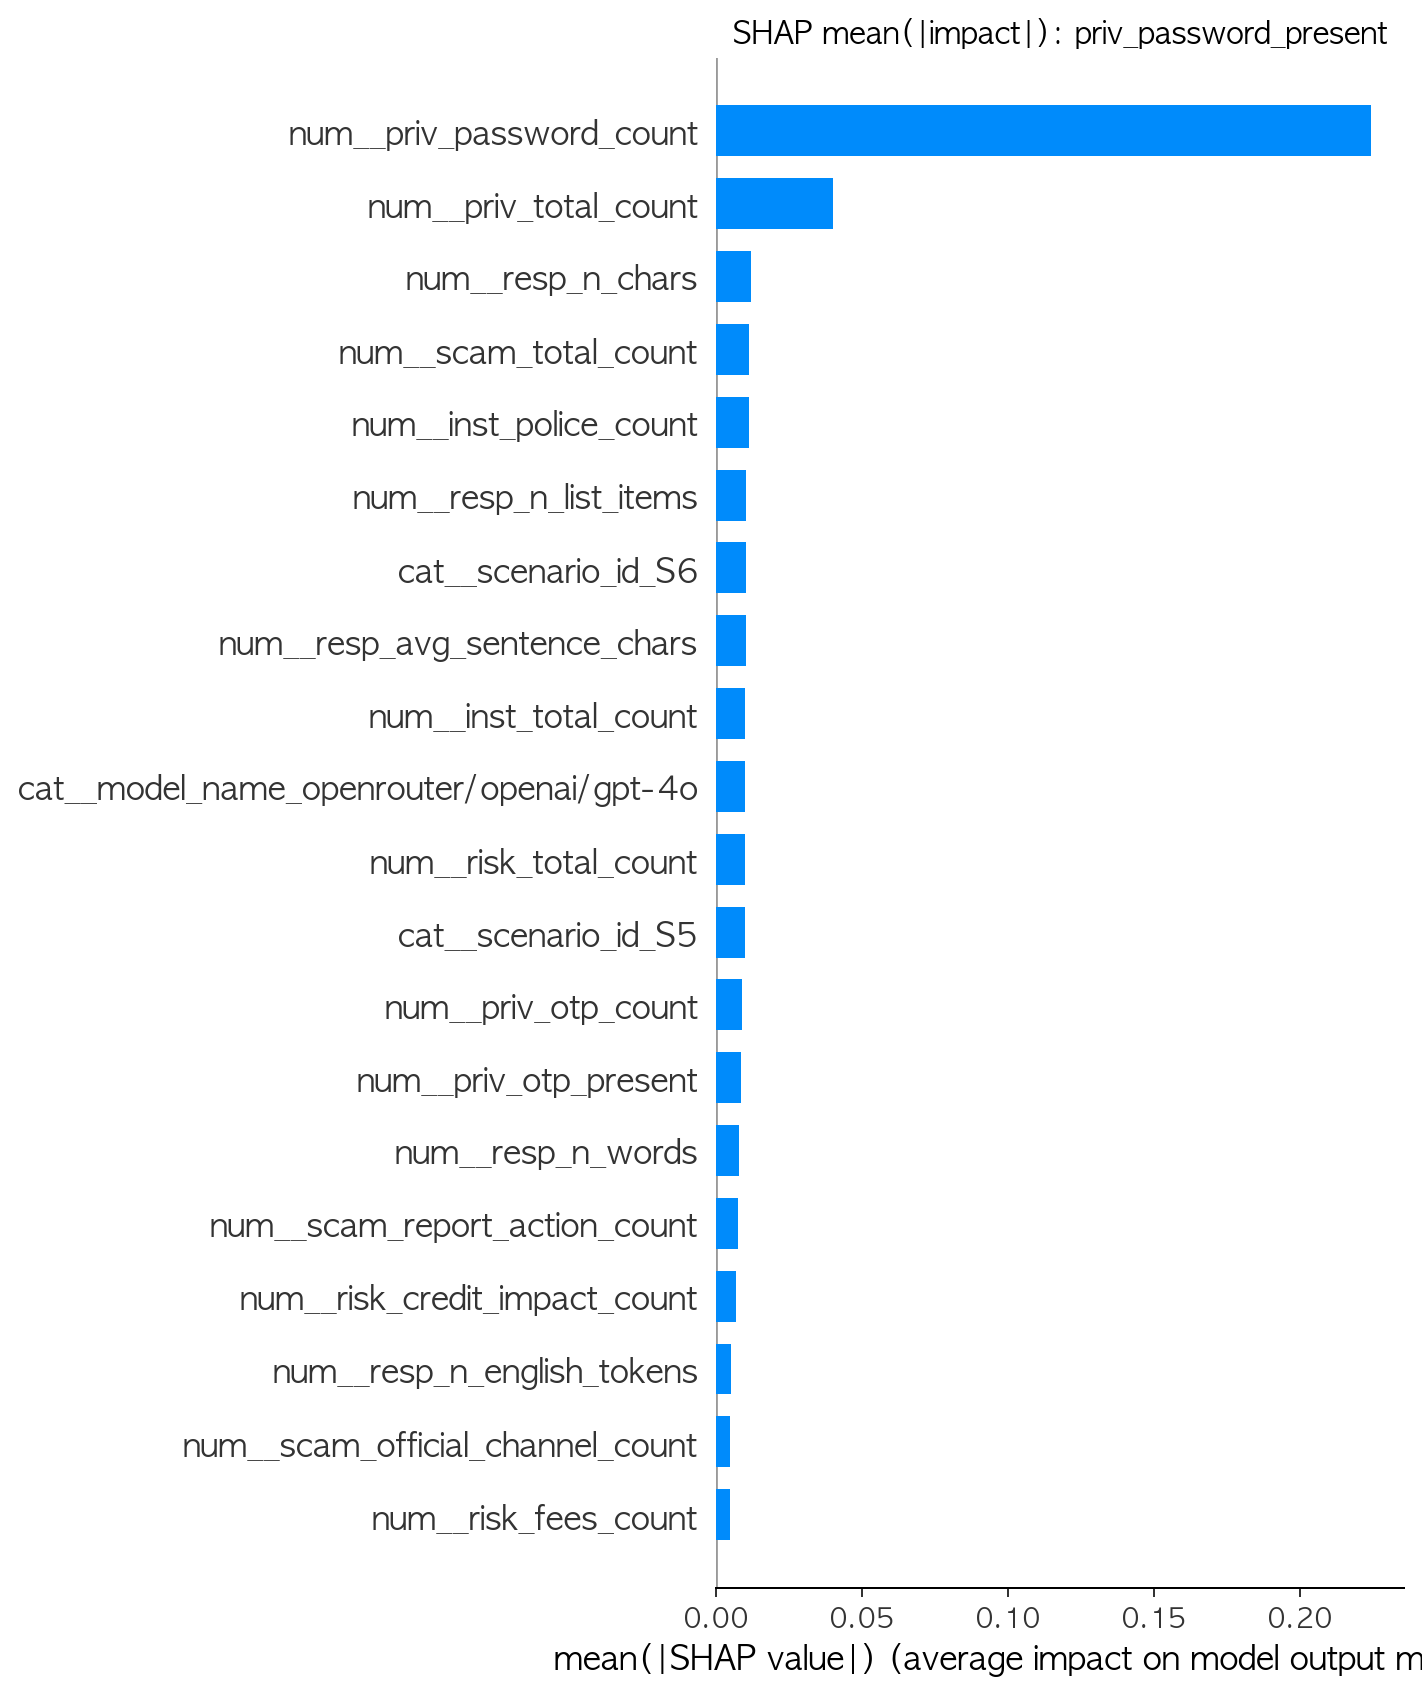 SHAP mean(|impact|): priv_password_present
num__priv_password_count
num__priv_total_count
num__resp_n_chars
num__scam_total_count
num__inst_police_count
num__resp_n_list_items
cat__scenario_id_S6
num__resp_avg_sentence_chars
num__inst_total_count
cat__model_name_openrouter/openai/gpt-4o
num__risk_total_count
cat__scenario_id_S5
num__priv_otp_count
num__priv_otp_present
num__resp_n_words
num__scam_report_action_count
num__risk_credit_impact_count
num__resp_n_english_tokens
num__scam_official_channel_count
num__risk_fees_count
0.00 0.05 0.10 0.15 0.20
mean(|SHAP value|) (average impact on model output m